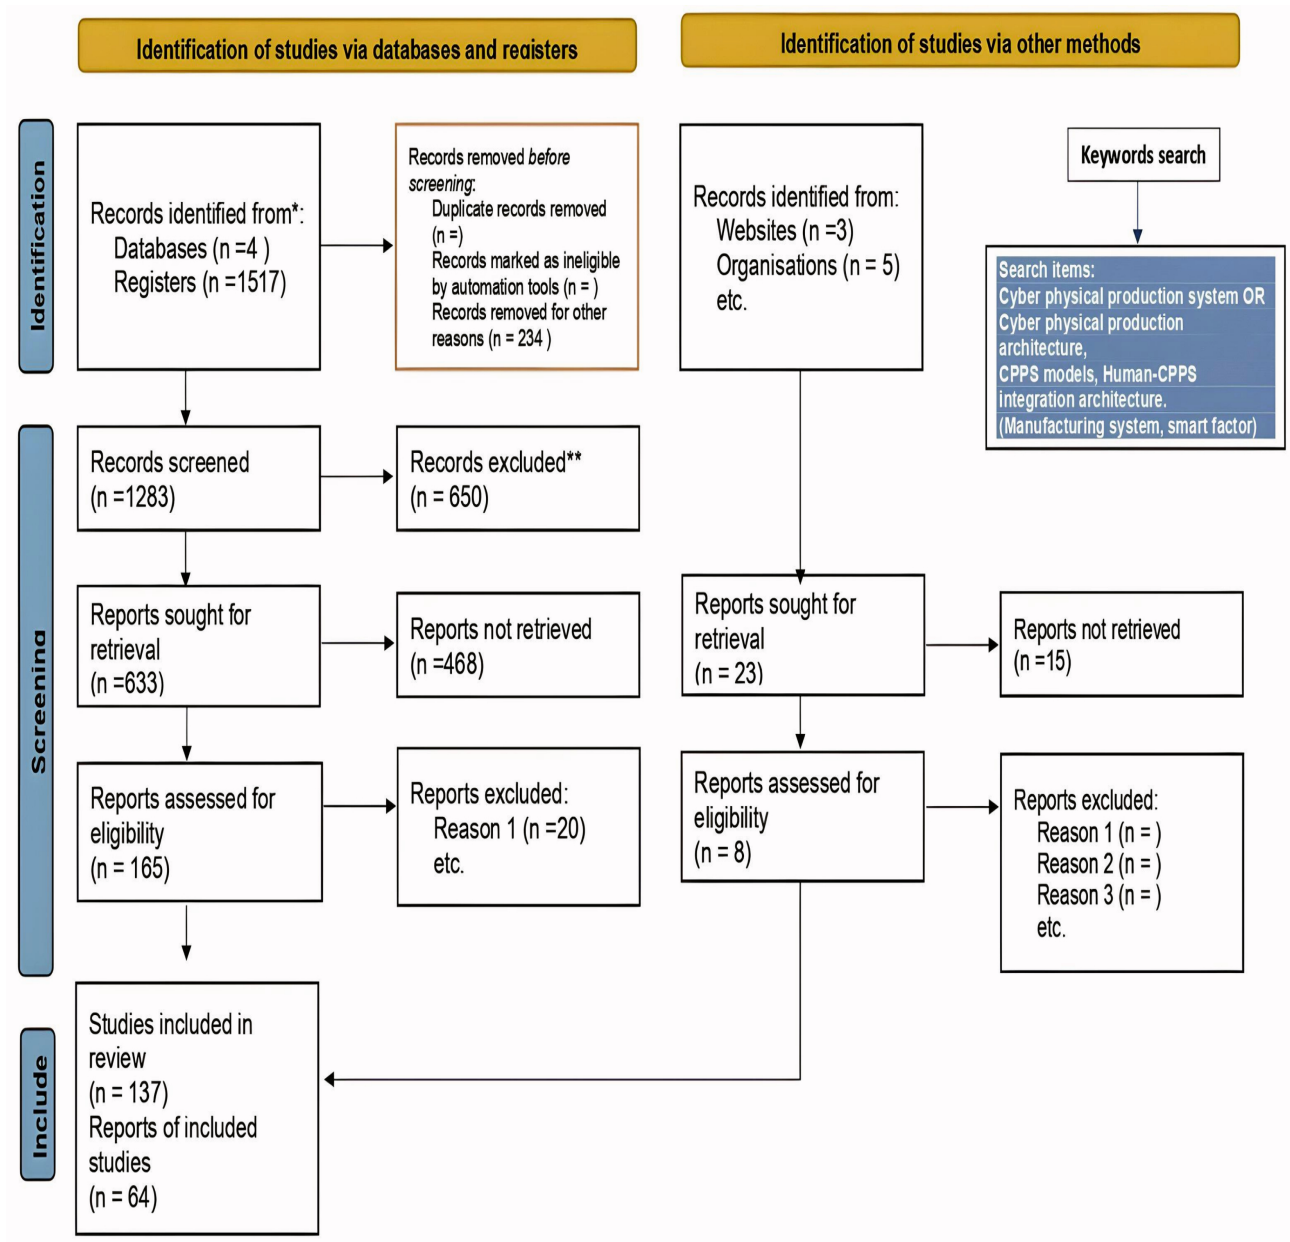 Identification of studies via databases and registers
Identification of studies via other methods
Identification
Records identified from*:
Databases (n =4 )
Registers (n =1517)
Records removed before
screening:
Duplicate records removed
(n =)
Records marked as ineligible
by automation tools (n = )
Records removed for other
reasons (n = 234 )
Records identified from:
Websites (n =3)
Organisations (n = 5)
etc.
Keywords search
Search items:
Cyber physical production system OR
Cyber physical production
architecture,
CPPS models, Human-CPPS
integration architecture.
(Manufacturing system, smart factor)
Screening
Records screened
(n =1283)
Records excluded**
(n = 650)
Reports sought for
retrieval
(n =633)
Reports not retrieved
(n =468)
Reports sought for
retrieval
(n = 23)
Reports not retrieved
(n =15)
Reports assessed for
eligibility
(n = 165)
Reports excluded:
Reason 1 (n =20)
etc.
Reports assessed for
eligibility
(n = 8)
Reports excluded:
Reason 1 (n = )
Reason 2 (n = )
Reason 3 (n = )
etc.
Include
Studies included in
review
(n = 137)
Reports of included
studies
(n = 64)